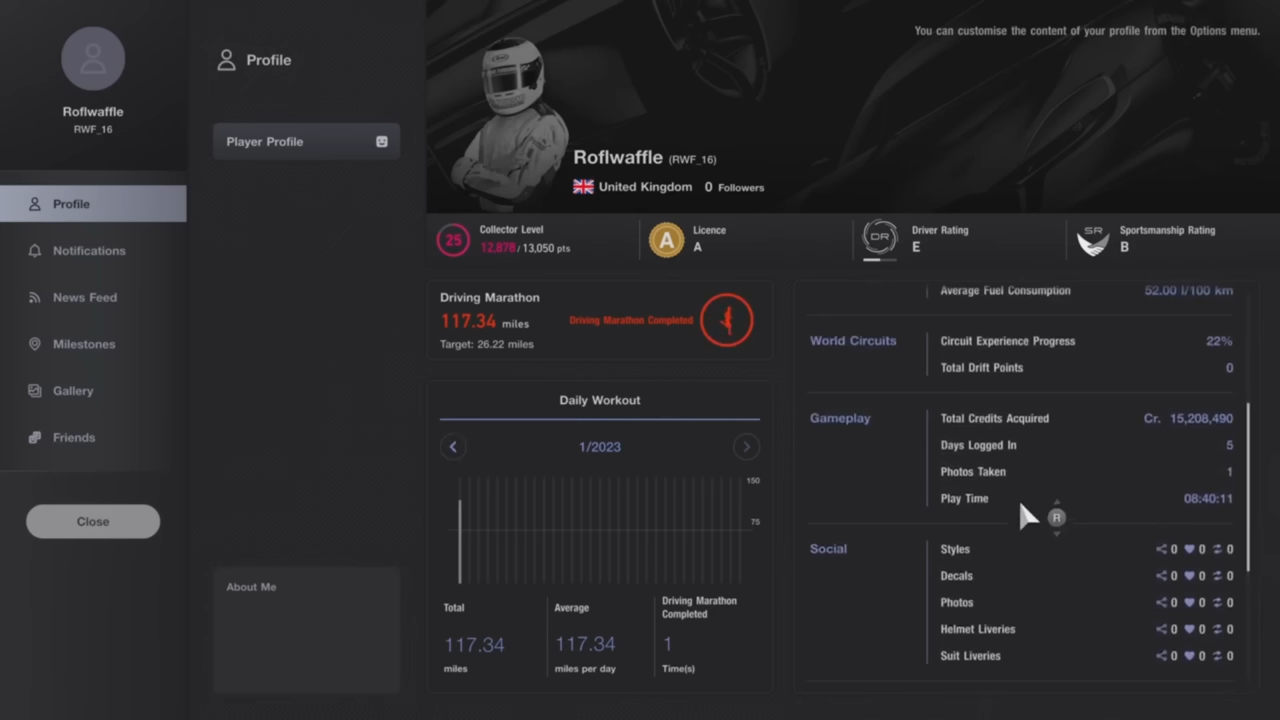 Roflwaffle
RWF_16
Profile
Notifications
News Feed
Milestones
Gallery
Friends
Close
Profile
Player Profile
About Me
You can customise the content of your profile from the Options menu.
Roflwaffle (RWF_16)
United Kingdom 0 Followers
25
Collector Level
12,878 / 13,050 pts
A
Licence
A
DR
Driver Rating
E
SR
Sportsmanship Rating
B
Driving Marathon
117.34 miles
Driving Marathon Completed
Target: 26.22 miles
Daily Workout
1/2023
150
75
Total
117.34
miles
Average
117.34
miles per day
Driving Marathon
Completed
1
Time(s)
Average Fuel Consumption 52.00 l/100 km
World Circuits
Circuit Experience Progress 22%
Total Drift Points 0
Gameplay
Total Credits Acquired Cr. 15,208,490
Days Logged In 5
Photos Taken 1
Play Time 08:40:11
R
Social
Styles 0 0 0
Decals 0 0 0
Photos 0 0 0
Helmet Liveries 0 0 0
Suit Liveries 0 0 0